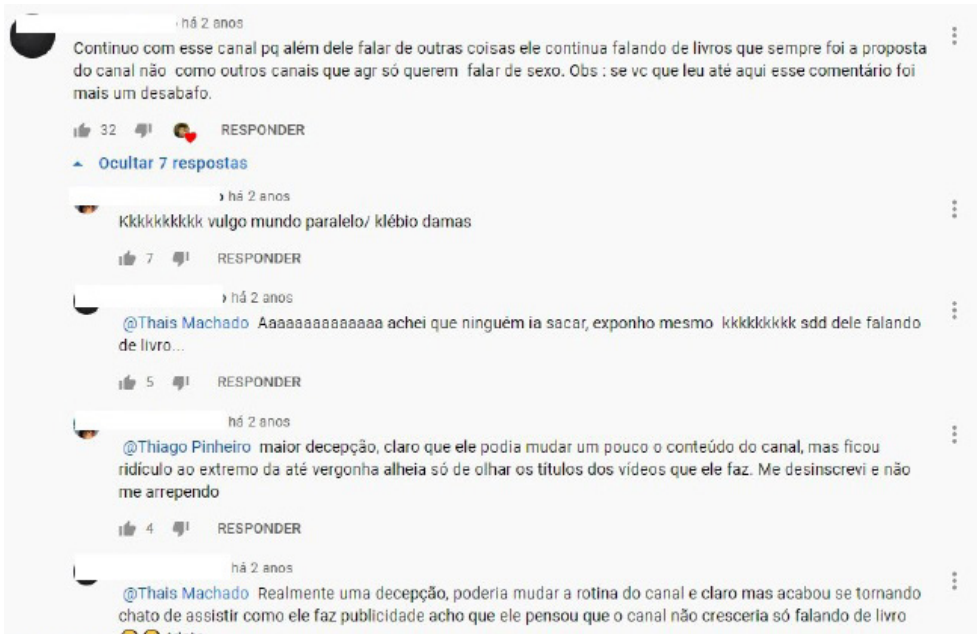 há 2 anos
Continuo com esse canal pq além dele falar de outras coisas ele continua falando de livros que sempre foi a proposta
do canal não como outros canais que agr só querem falar de sexo. Obs : se vc que leu até aqui esse comentário foi
mais um desabafo.
32 RESPONDER
Ocultar 7 respostas
há 2 anos
Kkkkkkkkkk vulgo mundo paralelo/ klébio damas
7 RESPONDER
há 2 anos
@Thais Machado Aaaaaaaaaaaaaa achei que ninguém ia sacar, exponho mesmo kkkkkkkkk sdd dele falando
de livro...
5 RESPONDER
há 2 anos
@Thiago Pinheiro maior decepção, claro que ele podia mudar um pouco o conteúdo do canal, mas ficou
ridículo ao extremo da até vergonha alheia só de olhar os títulos dos vídeos que ele faz. Me desinscrevi e não
me arrependo
4 RESPONDER
há 2 anos
@Thais Machado Realmente uma decepção, poderia mudar a rotina do canal e claro mas acabou se tornando
chato de assistir como ele faz publicidade acho que ele pensou que o canal não cresceria só falando de livro